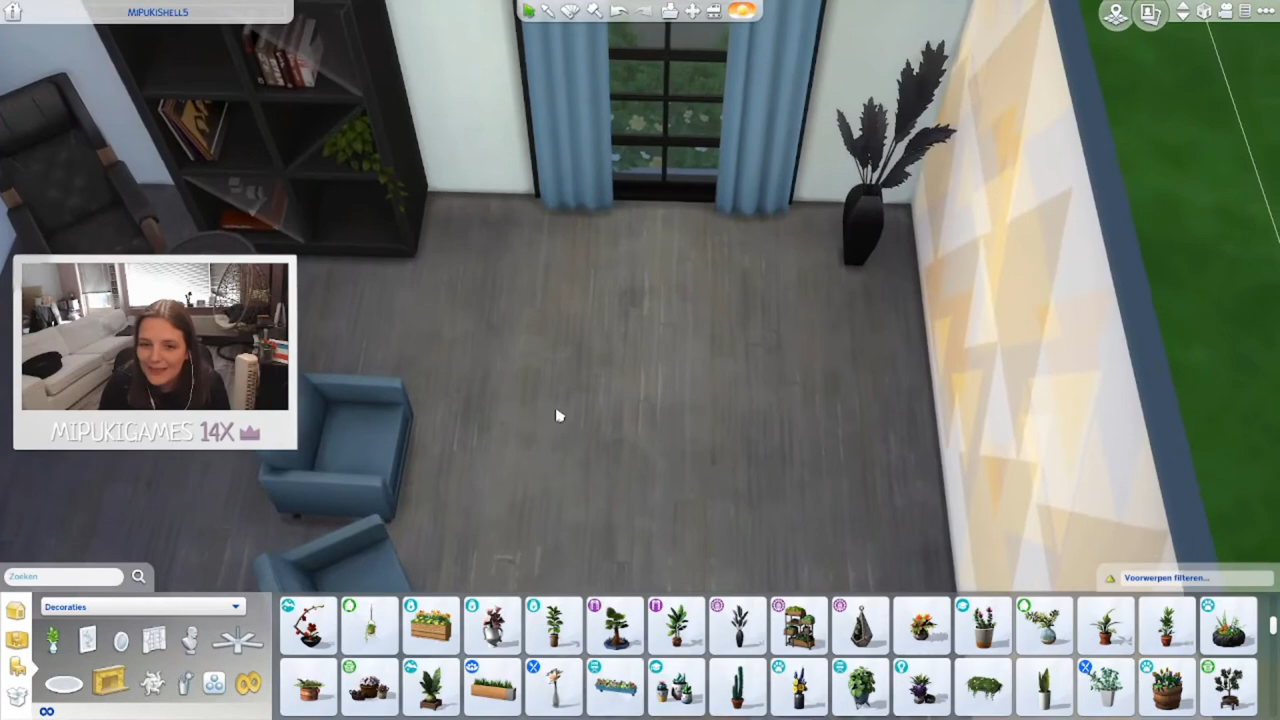 MIPUKISHELL5
MIPUKIGAMES 14X
Zoeken
Voorwerpen filteren...
Decoraties